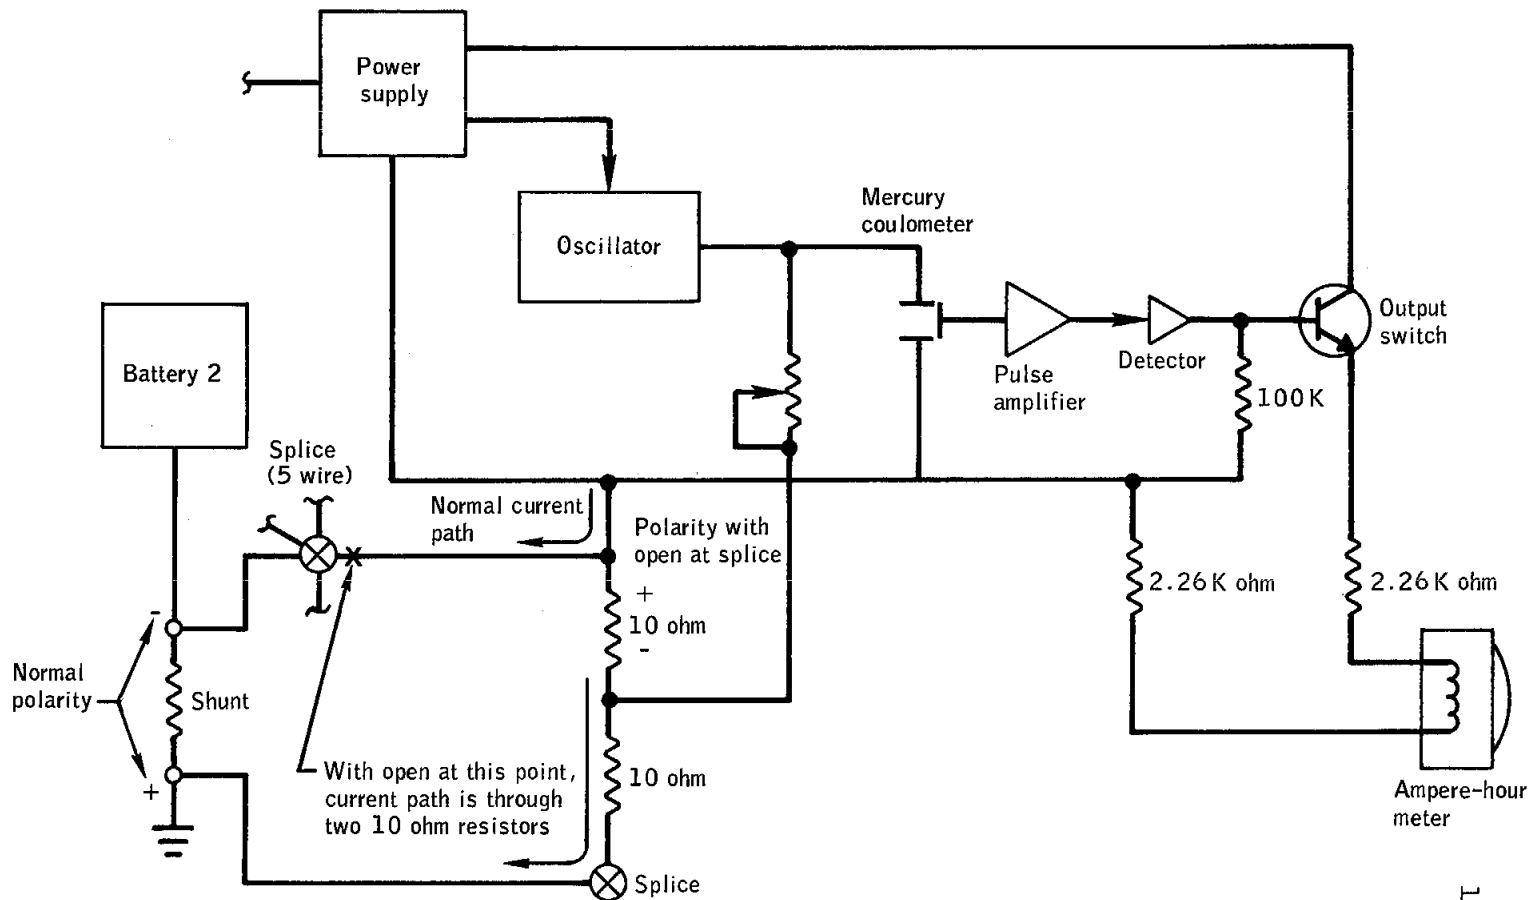 Power
supply
Mercury
coulometer
Oscillator
Output
switch
Battery 2
Detector
Pulse
amplifier
100K
Splice
(5 wire)
Normal current
path
Polarity with
open at splice
+
10 ohm
-
2.26K ohm
2.26K ohm
-
Normal
polarity
Shunt
+
With open at this point,
current path is through
two 10 ohm resistors
10 ohm
Ampere-hour
meter
Splice